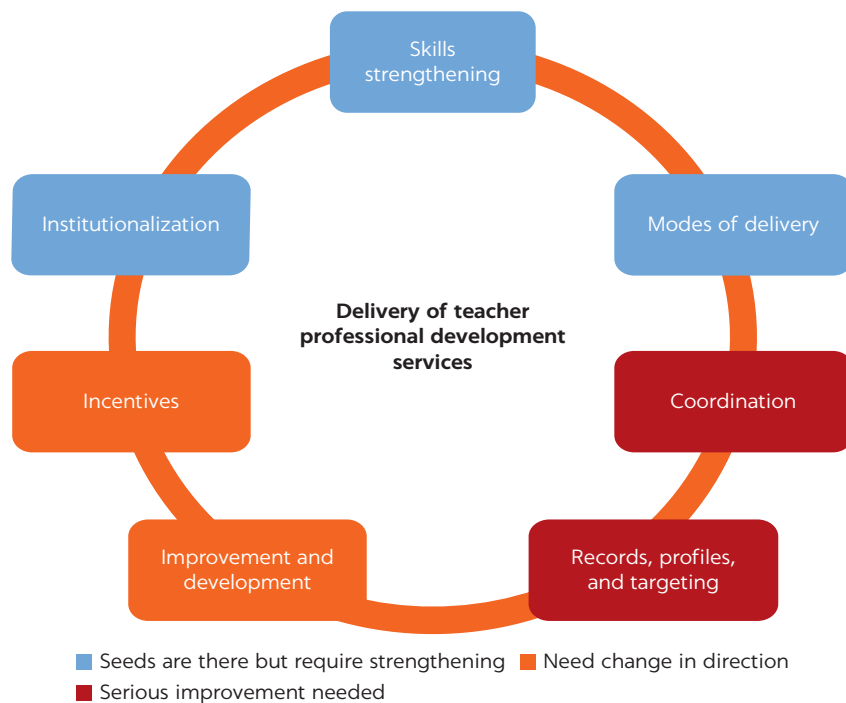 Skills
strengthening
Institutionalization
Modes of delivery
Delivery of teacher
professional development
services
Incentives
Coordination
Improvement and
development
Records, profiles,
and targeting
Seeds are there but require strengthening
Need change in direction
Serious improvement needed